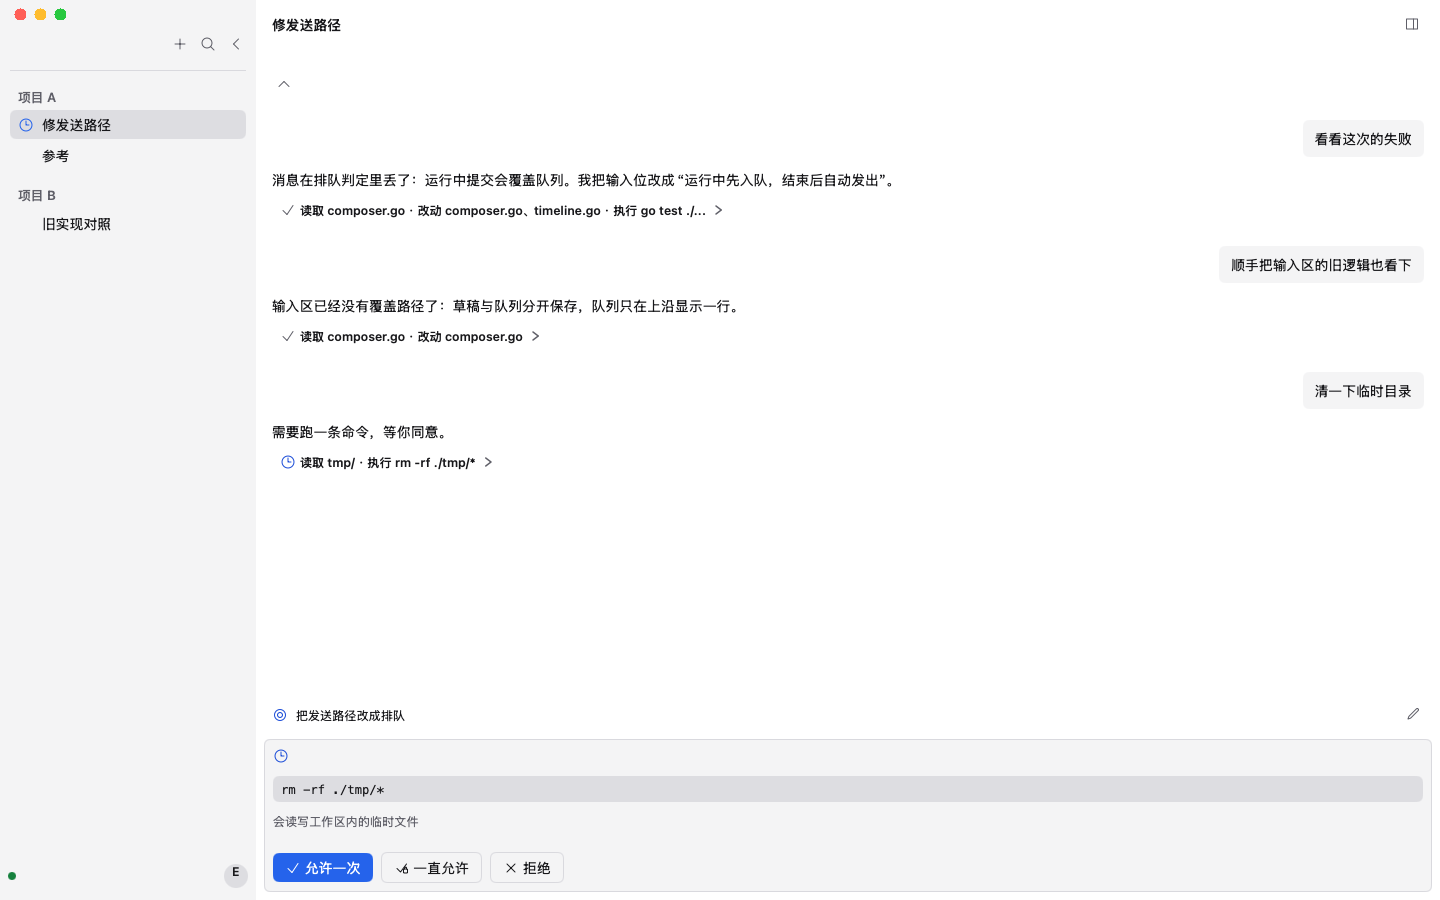 修发送路径
项目 A
修发送路径
参考
项目 B
旧实现对照
看看这次的失败
消息在排队判定里丢了：运行中提交会覆盖队列。我把输入位改成“运行中先入队，结束后自动发出”。
读取 composer.go · 改动 composer.go、timeline.go · 执行 go test ./...
顺手把输入区的旧逻辑也看下
输入区已经没有覆盖路径了：草稿与队列分开保存，队列只在上沿显示一行。
读取 composer.go · 改动 composer.go
清一下临时目录
需要跑一条命令，等你同意。
读取 tmp/ · 执行 rm -rf ./tmp/*
把发送路径改成排队
rm -rf ./tmp/*
会读写工作区内的临时文件
允许一次
一直允许
拒绝
E